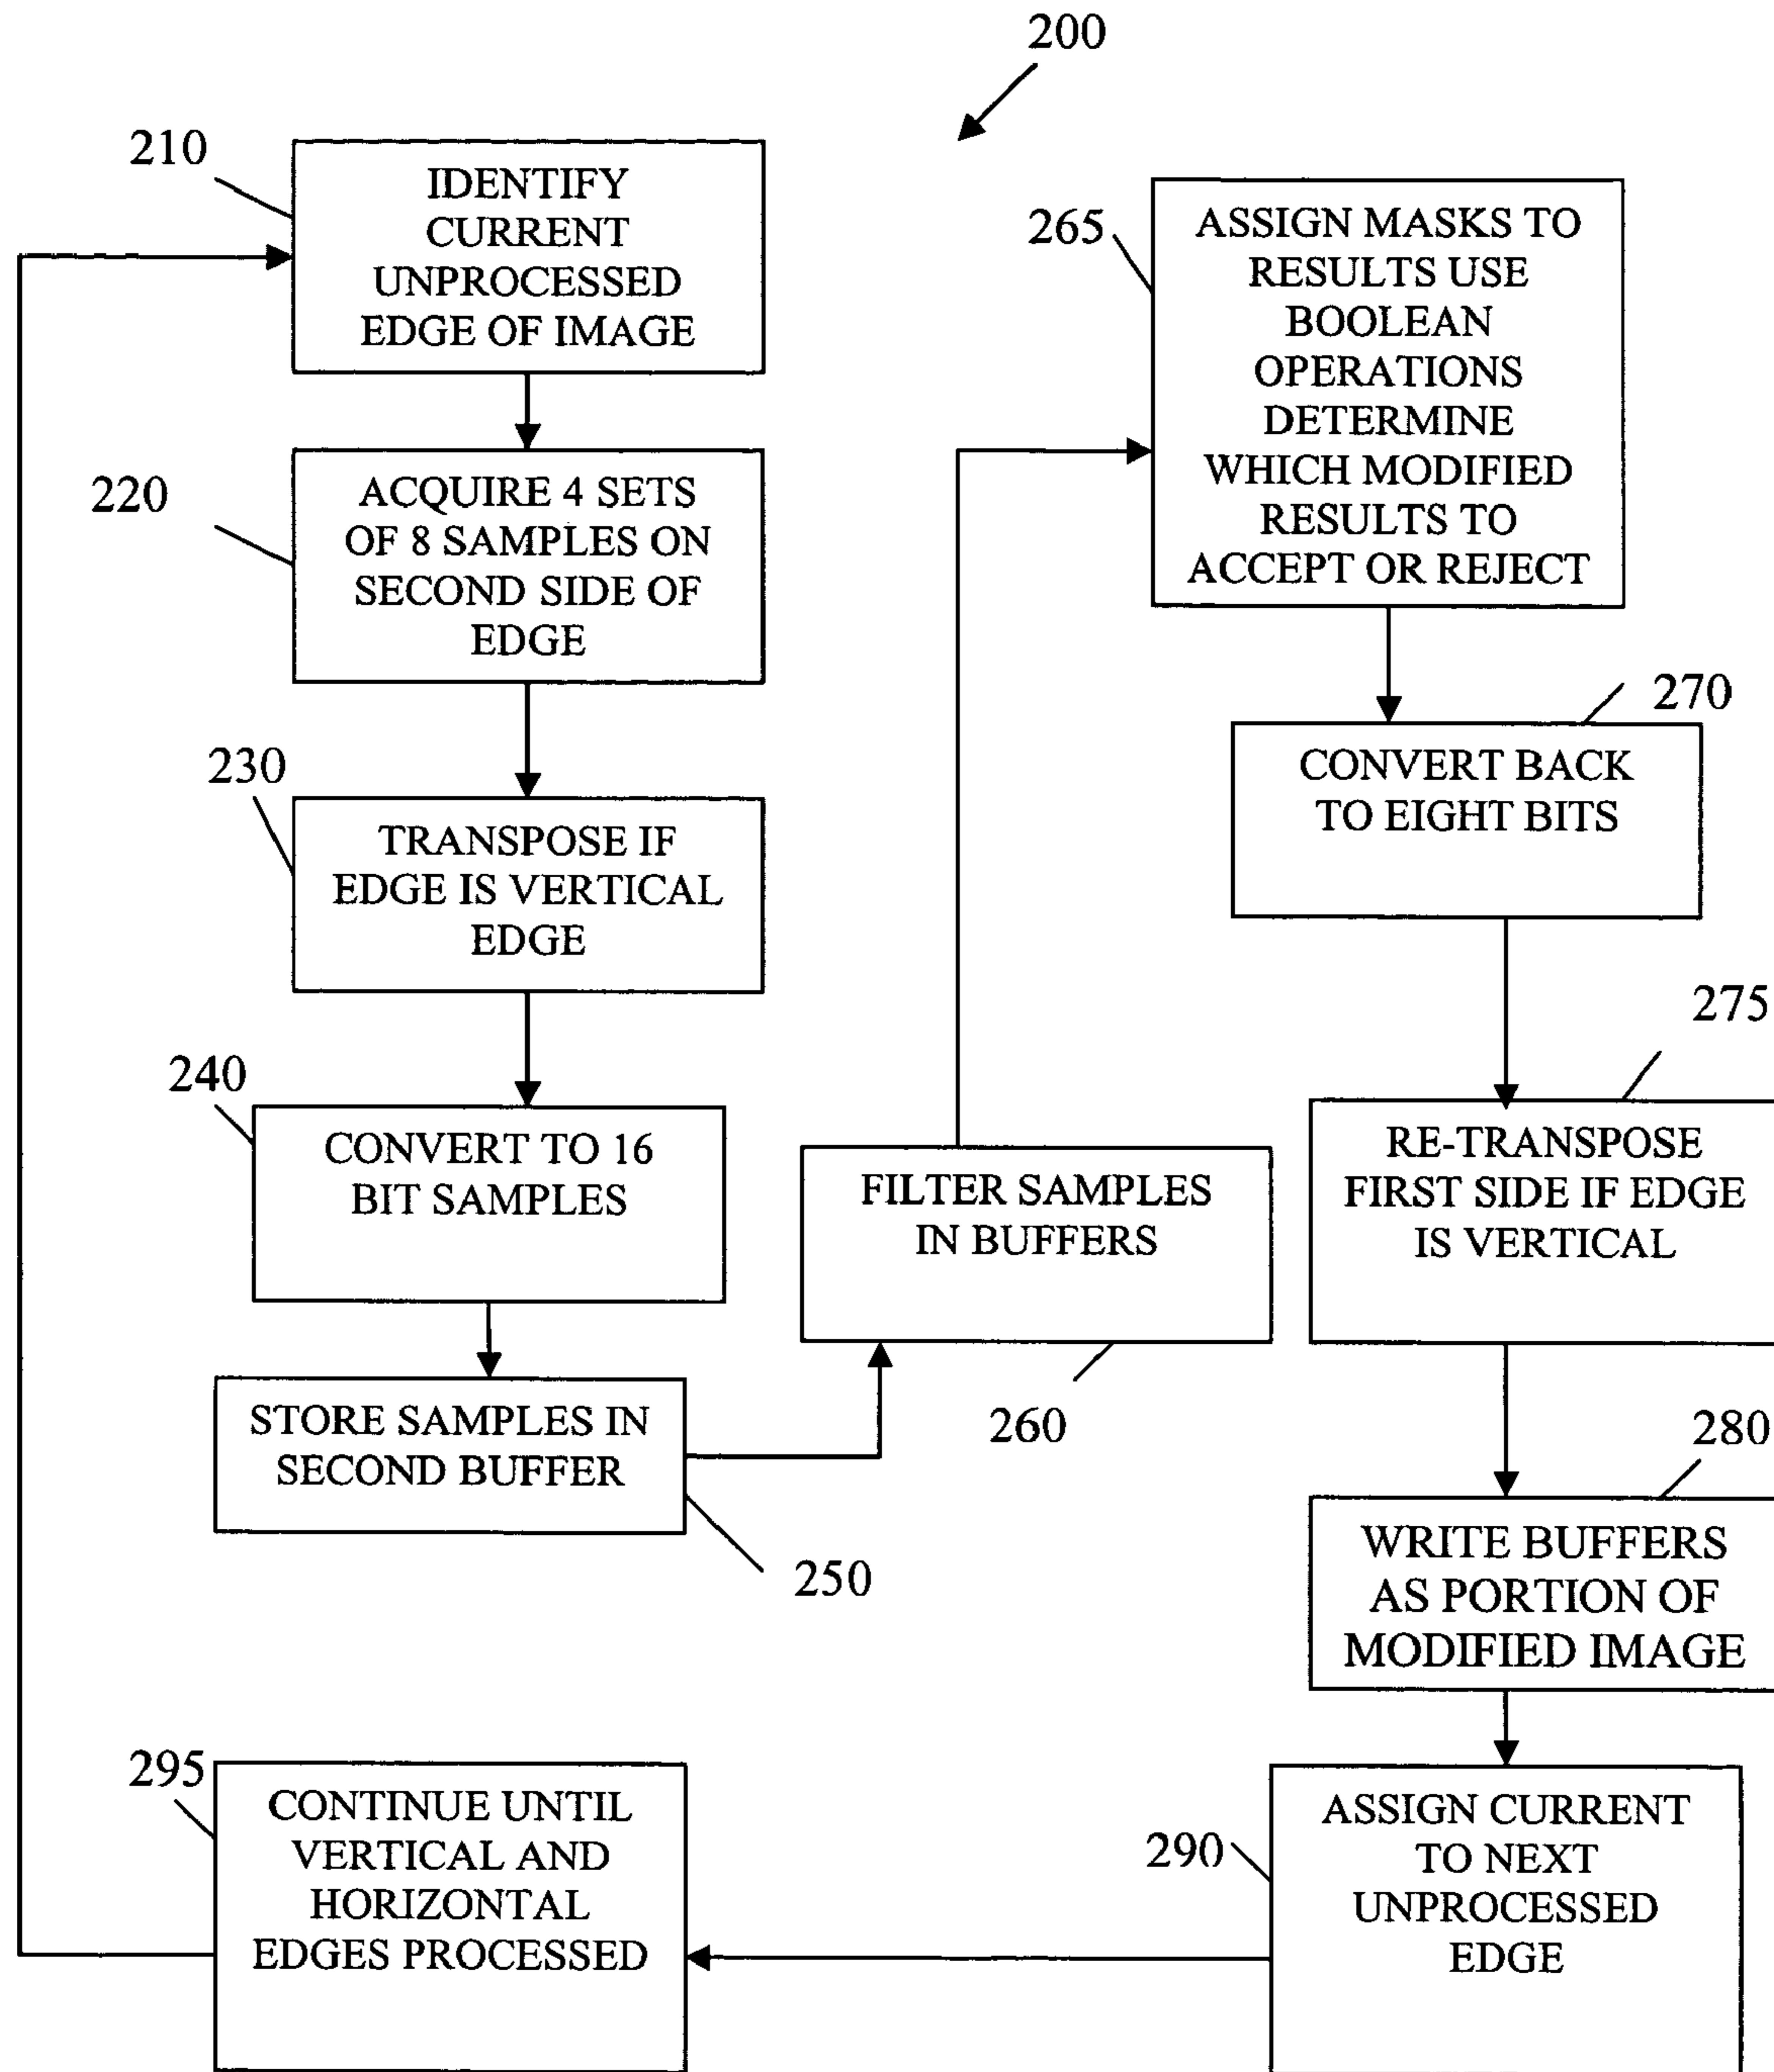 200
210
IDENTIFY
CURRENT
UNPROCESSED
EDGE OF IMAGE
220
ACQUIRE 4 SETS
OF 8 SAMPLES ON
SECOND SIDE OF
EDGE
230
TRANSPOSE IF
EDGE IS VERTICAL
EDGE
240
CONVERT TO 16
BIT SAMPLES
STORE SAMPLES IN
SECOND BUFFER
250
FILTER SAMPLES
IN BUFFERS
260
265
ASSIGN MASKS TO
RESULTS USE
BOOLEAN
OPERATIONS
DETERMINE
WHICH MODIFIED
RESULTS TO
ACCEPT OR REJECT
270
CONVERT BACK
TO EIGHT BITS
275
RE-TRANSPOSE
FIRST SIDE IF EDGE
IS VERTICAL
280
WRITE BUFFERS
AS PORTION OF
MODIFIED IMAGE
290
ASSIGN CURRENT
TO NEXT
UNPROCESSED
EDGE
295
CONTINUE UNTIL
VERTICAL AND
HORIZONTAL
EDGES PROCESSED